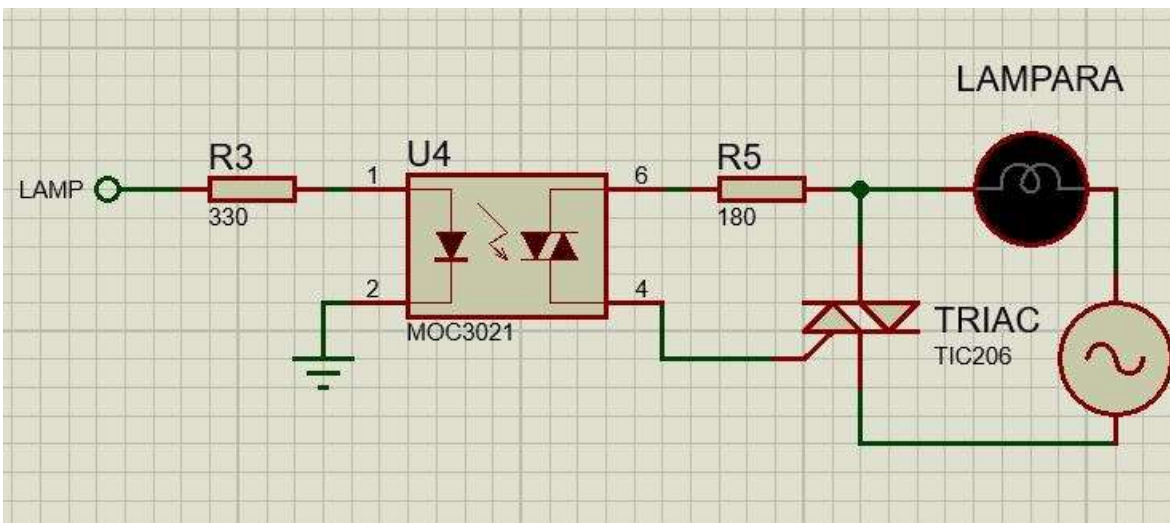 LAMPARA
R3
U4
R5
LAMP
1
6
330
180
2
4
MOC3021
TRIAC
TIC206